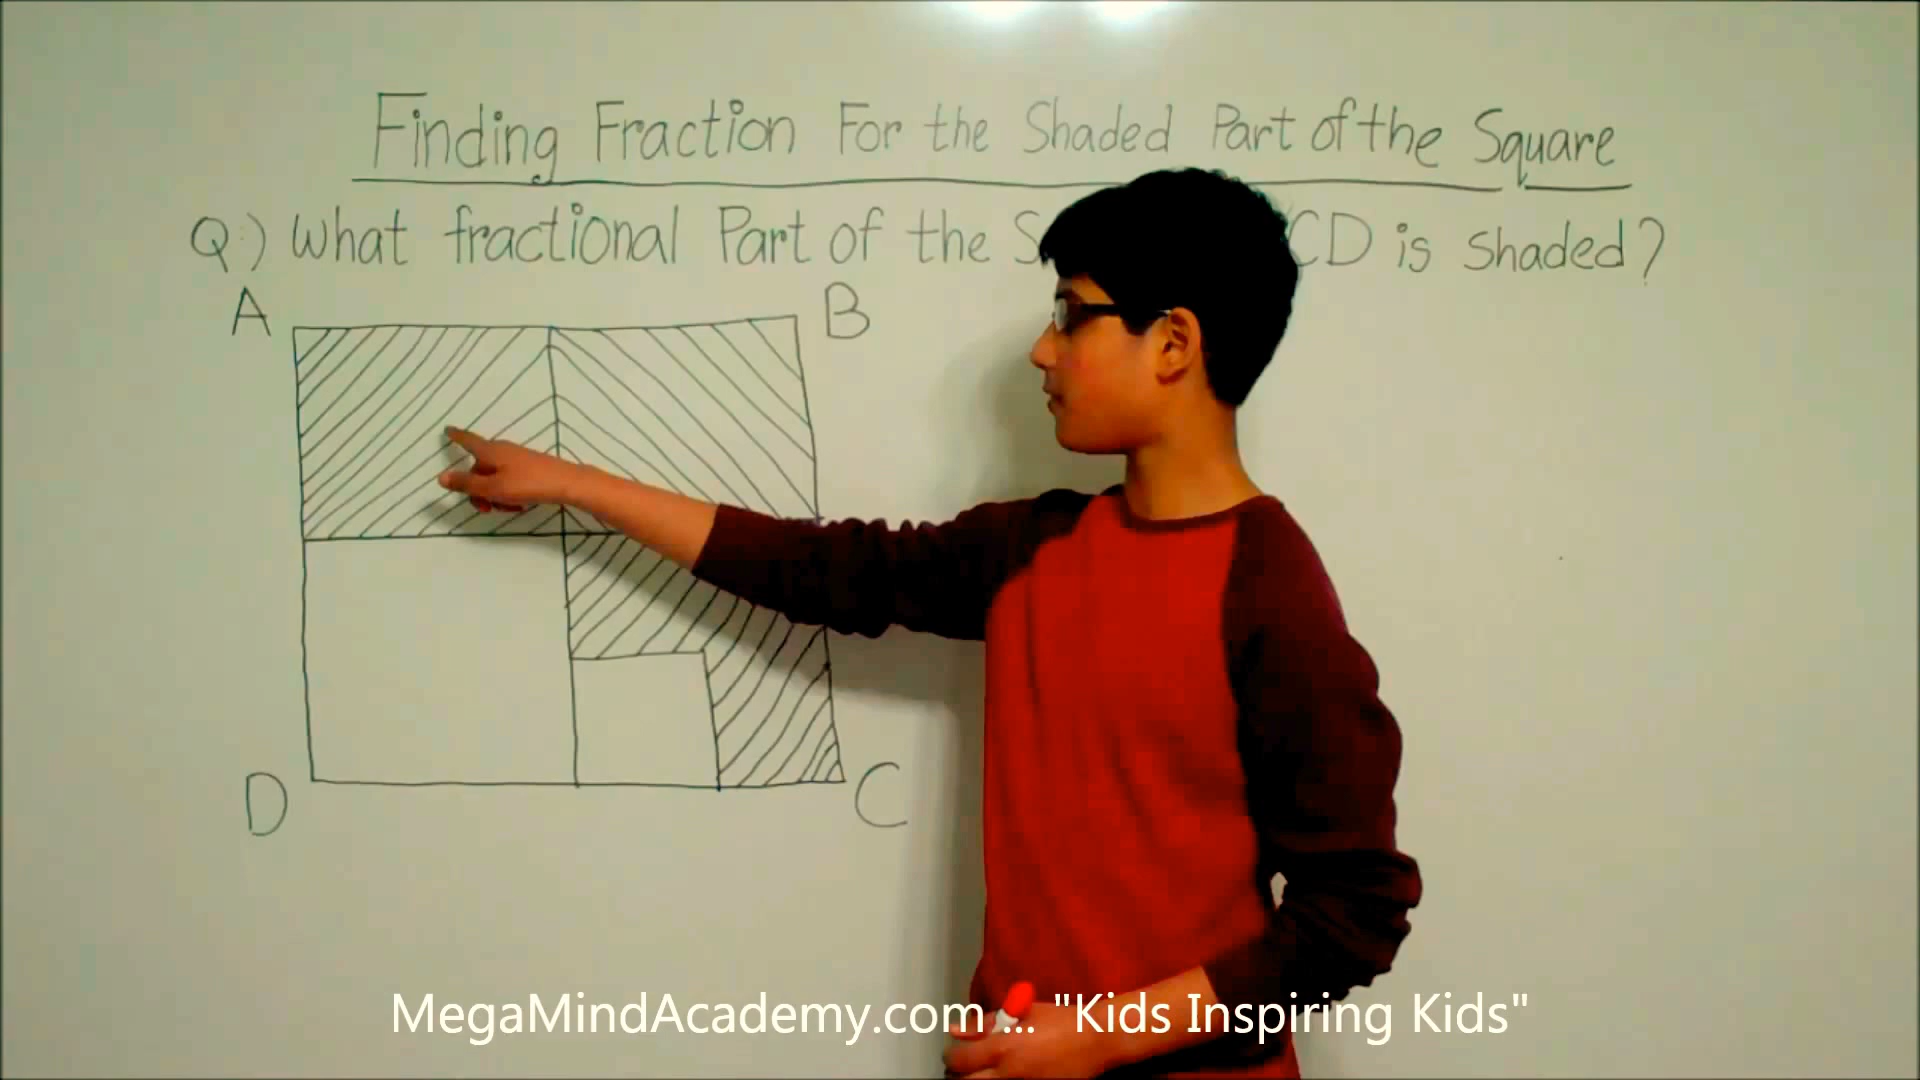 Finding Fraction For the Shaded Part of the Square
Q:) What fractional Part of the CD is Shaded?
A B
D C
MegaMindAcademy.com ... "Kids Inspiring Kids"